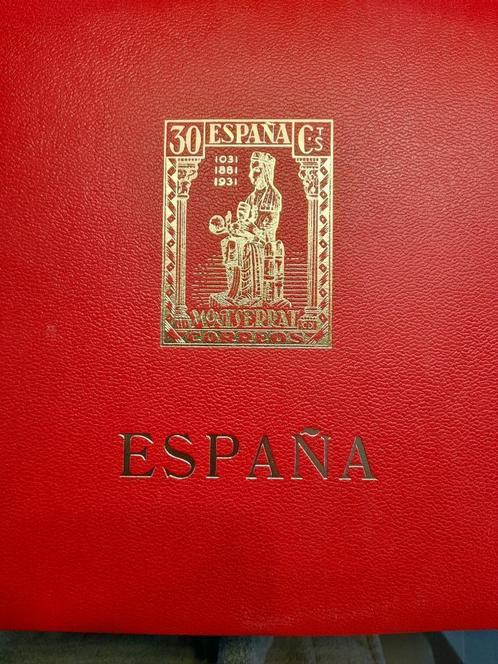 30 ESPAÑA CTS
1031
1881
1931
MONTSERRAT
CORREOS
ESPAÑA